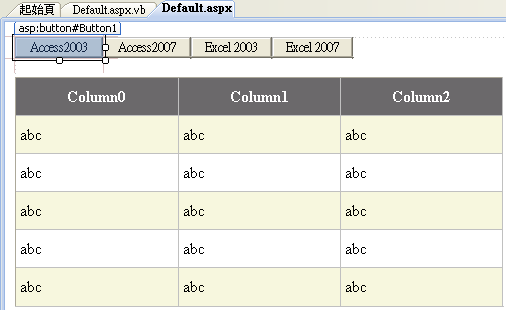 起始頁 Default.aspx.vb Default.aspx
asp:button#Button1
Access2003 Access2007 Excel 2003 Excel 2007
Column0 Column1 Column2
abc abc abc
abc abc abc
abc abc abc
abc abc abc
abc abc abc